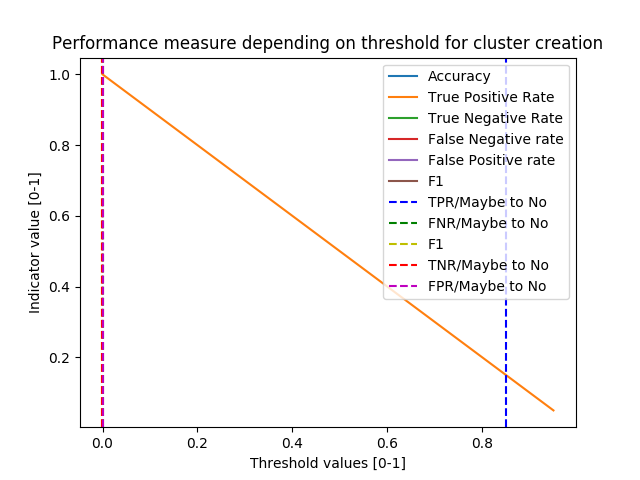 Performance measure depending on threshold for cluster creation
1.0
0.8
0.6
0.4
0.2
Indicator value [0-1]
Accuracy
True Positive Rate
True Negative Rate
False Negative rate
False Positive rate
F1
TPR/Maybe to No
FNR/Maybe to No
F1
TNR/Maybe to No
FPR/Maybe to No
0.0 0.2 0.4 0.6 0.8
Threshold values [0-1]